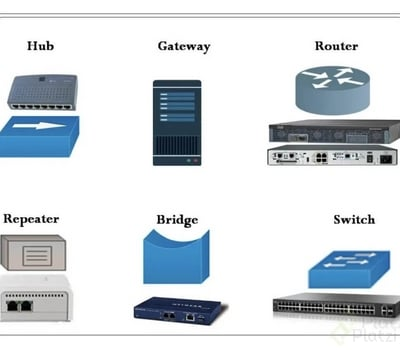 Hub
Gateway
Router
Repeater
Bridge
Switch